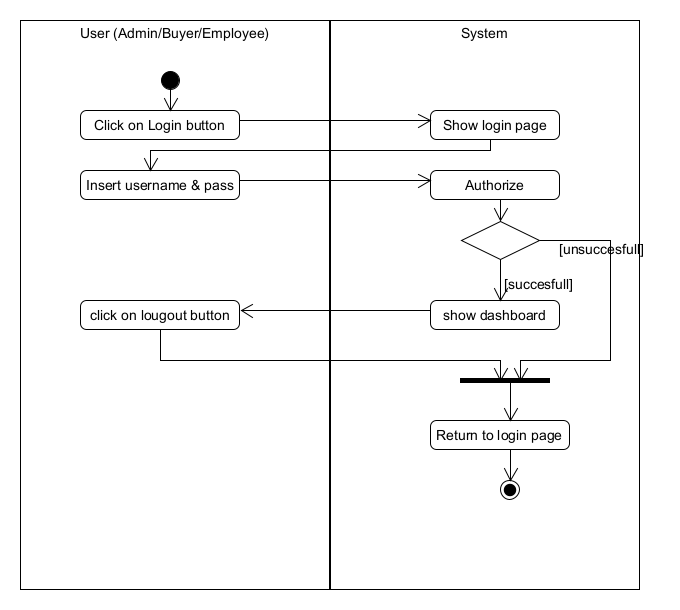 User (Admin/Buyer/Employee)
System
Click on Login button
Show login page
Insert username & pass
Authorize
[unsuccesfull]
[succesfull]
click on lougout button
show dashboard
Return to login page